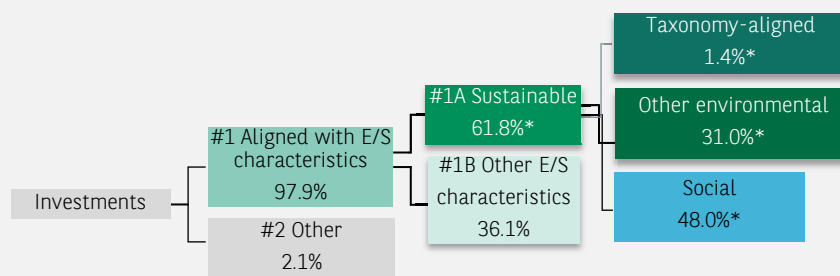 Taxonomy-aligned
1.4%*
#1A Sustainable
61.8%*
Other environmental
31.0%*
#1 Aligned with E/S
characteristics
97.9%
#1B Other E/S
characteristics
36.1%
Social
48.0%*
Investments
#2 Other
2.1%